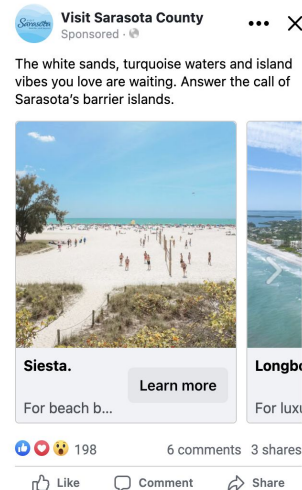 Sarasota
Visit Sarasota County
Sponsored ·
The white sands, turquoise waters and island
vibes you love are waiting. Answer the call of
Sarasota's barrier islands.
Siesta.
For beach b...
Learn more
Longb
For lux
198
6 comments 3 shares
Like
Comment
Share